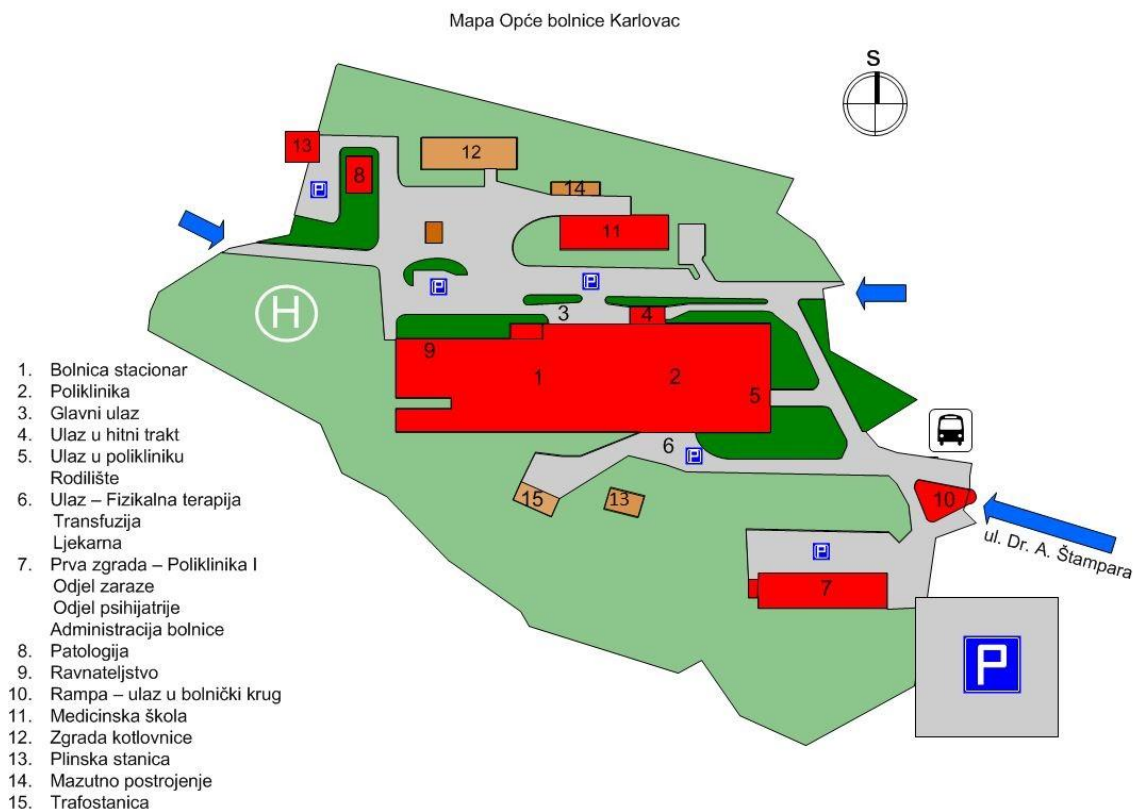 Mapa Opće bolnice Karlovac
S
13
12
8
14
11
H
3
4
9
1
2
5
6
15
13
10
ul. Dr. A. Štampara
7
P
P
P
P
P
P
1. Bolnica stacionar
2. Poliklinika
3. Glavni ulaz
4. Ulaz u hitni trakt
5. Ulaz u polikliniku
Rodilište
6. Ulaz – Fizikalna terapija
Transfuzija
Ljekarna
7. Prva zgrada – Poliklinika I
Odjel zaraze
Odjel psihijatrije
Administracija bolnice
8. Patologija
9. Ravnateljstvo
10. Rampa – ulaz u bolnički krug
11. Medicinska škola
12. Zgrada kotlovnice
13. Plinska stanica
14. Mazutno postrojenje
15. Trafostanica